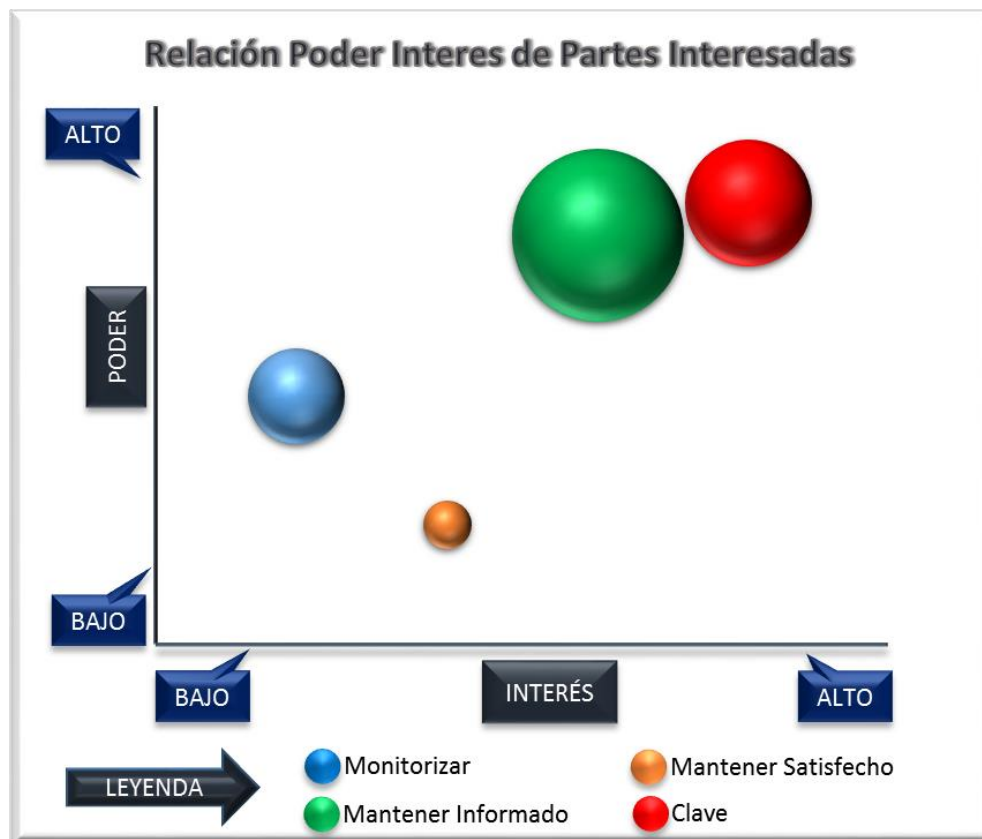 Relación Poder Interes de Partes Interesadas
ALTO
PODER
BAJO
BAJO
INTERÉS
ALTO
LEYENDA
Monitorizar
Mantener Satisfecho
Mantener Informado
Clave